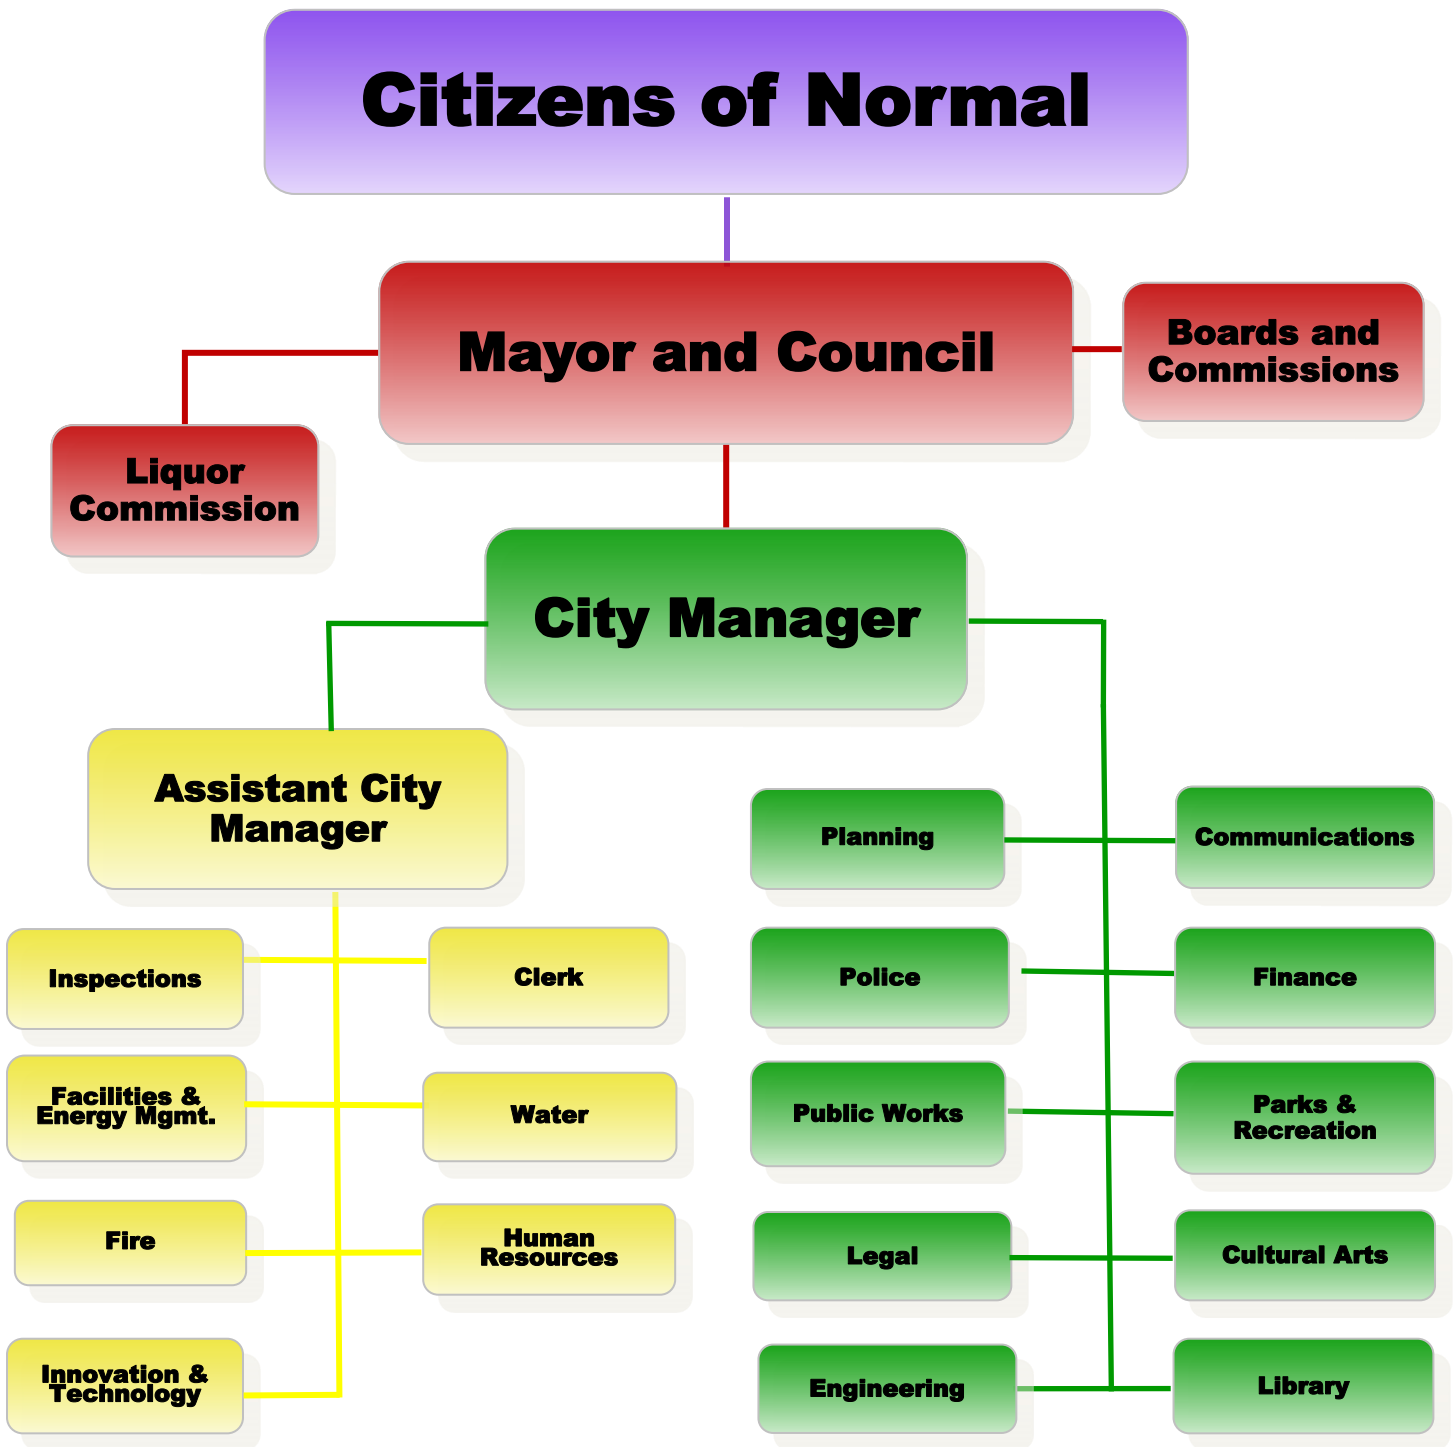 Citizens of Normal
Mayor and Council
Boards and
Commissions
Liquor
Commission
City Manager
Assistant City
Manager
Planning
Communications
Inspections
Clerk
Police
Finance
Facilities &
Energy Mgmt.
Water
Public Works
Parks &
Recreation
Fire
Human
Resources
Legal
Cultural Arts
Innovation &
Technology
Engineering
Library